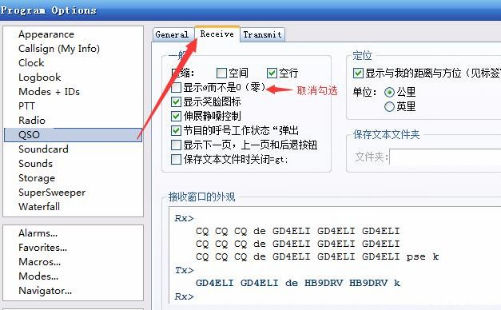 Program Options
Appearance
Callsign (My Info)
Clock
Logbook
Modes + IDs
PTT
Radio
QSO
Soundcard
Sounds
Storage
SuperSweeper
Waterfall
Alarms...
Favorites...
Macros...
Modes...
Navigator...
General Receive Transmit
一般
压缩: 空间 空行
显示ø而不是O（零） 取消勾选
显示笑脸图标
伸展静噪控制
节目的呼号工作状态“弹出
显示下一页，上一页和后退按钮
保存文本文件时关闭=gt;
定位
显示与我的距离与方位（见标签
单位: 公里
英里
保存文本文件夹
文件夹:
接收窗口的外观
Rx>
CQ CQ CQ de GD4ELI GD4ELI GD4ELI
CQ CQ CQ de GD4ELI GD4ELI GD4ELI
CQ CQ CQ de GD4ELI GD4ELI GD4ELI pse k
Tx>
GD4ELI GD4ELI de HB9DRV HB9DRV k
Rx>